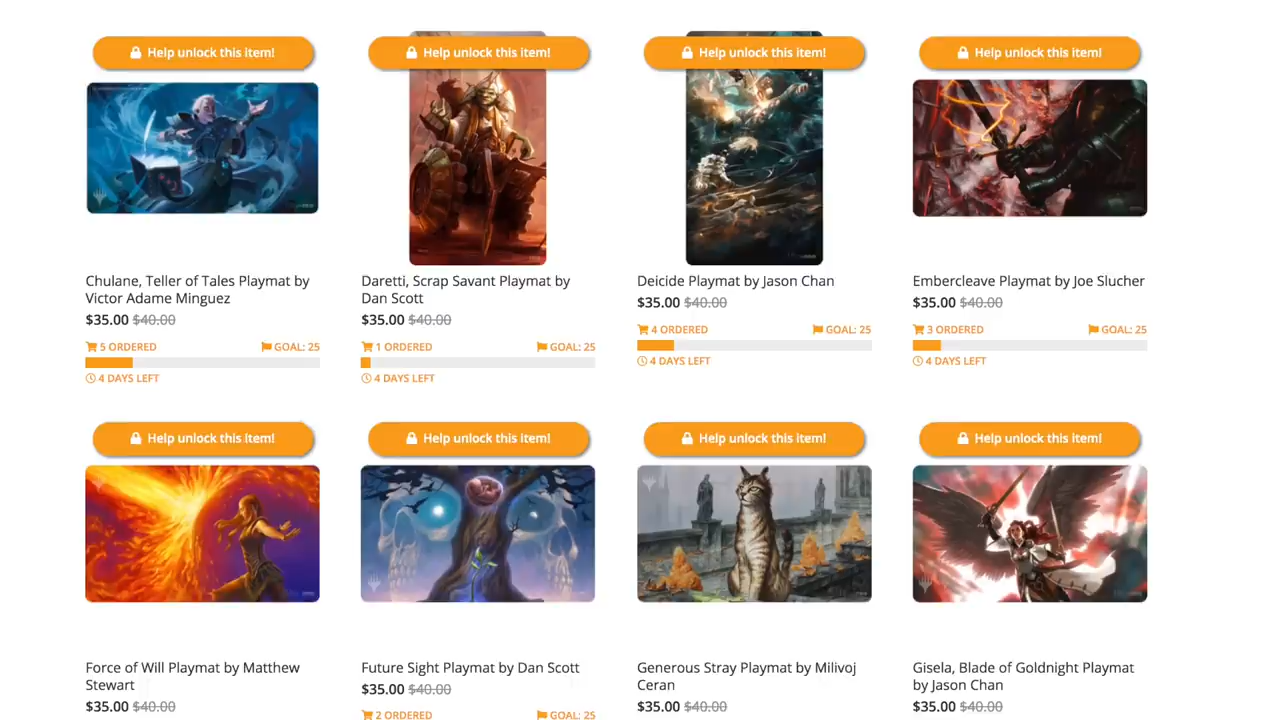 Help unlock this item!
Help unlock this item!
Help unlock this item!
Help unlock this item!
Chulane, Teller of Tales Playmat by
Victor Adame Minguez
$35.00 $40.00
5 ORDERED
GOAL: 25
4 DAYS LEFT
Daretti, Scrap Savant Playmat by
Dan Scott
$35.00 $40.00
1 ORDERED
GOAL: 25
4 DAYS LEFT
Deicide Playmat by Jason Chan
$35.00 $40.00
4 ORDERED
GOAL: 25
4 DAYS LEFT
Embercleave Playmat by Joe Slucher
$35.00 $40.00
3 ORDERED
GOAL: 25
4 DAYS LEFT
Help unlock this item!
Help unlock this item!
Help unlock this item!
Help unlock this item!
Force of Will Playmat by Matthew
Stewart
$35.00 $40.00
Future Sight Playmat by Dan Scott
$35.00 $40.00
2 ORDERED
GOAL: 25
Generous Stray Playmat by Milivoj
Ceran
$35.00 $40.00
Gisela, Blade of Goldnight Playmat
by Jason Chan
$35.00 $40.00